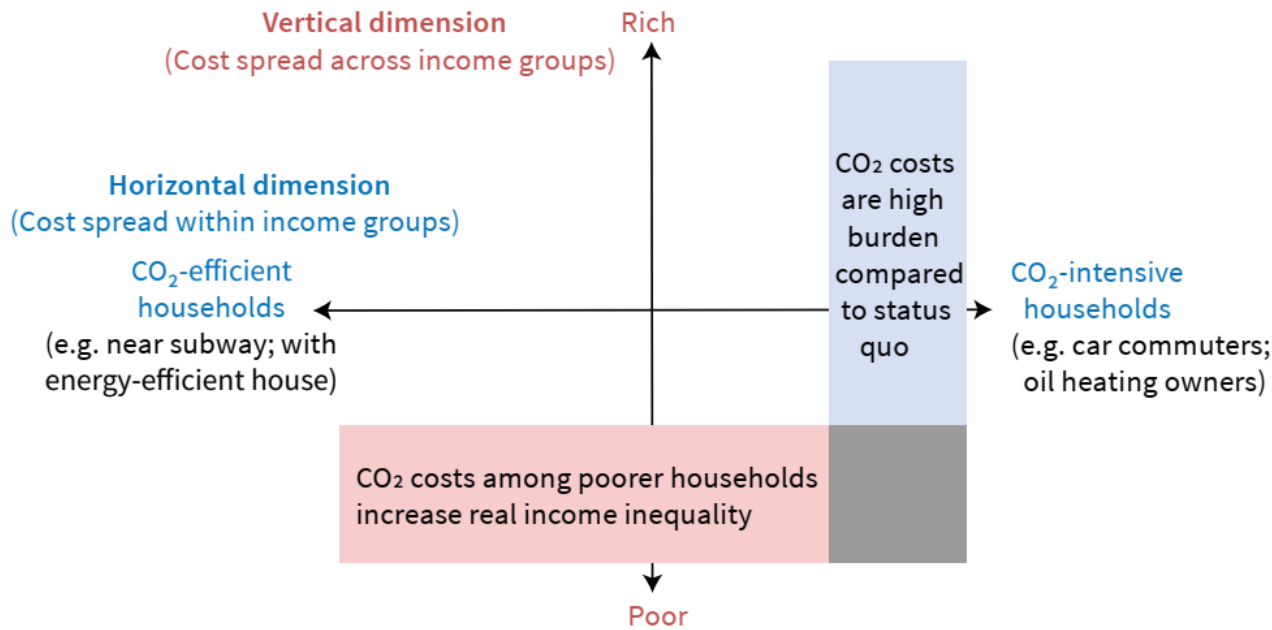 Vertical dimension
(Cost spread across income groups)
Rich
Horizontal dimension
(Cost spread within income groups)
CO₂-efficient
households
(e.g. near subway; with
energy-efficient house)
CO₂ costs
are high
burden
compared
to status
quo
CO₂-intensive
households
(e.g. car commuters;
oil heating owners)
CO₂ costs among poorer households
increase real income inequality
Poor